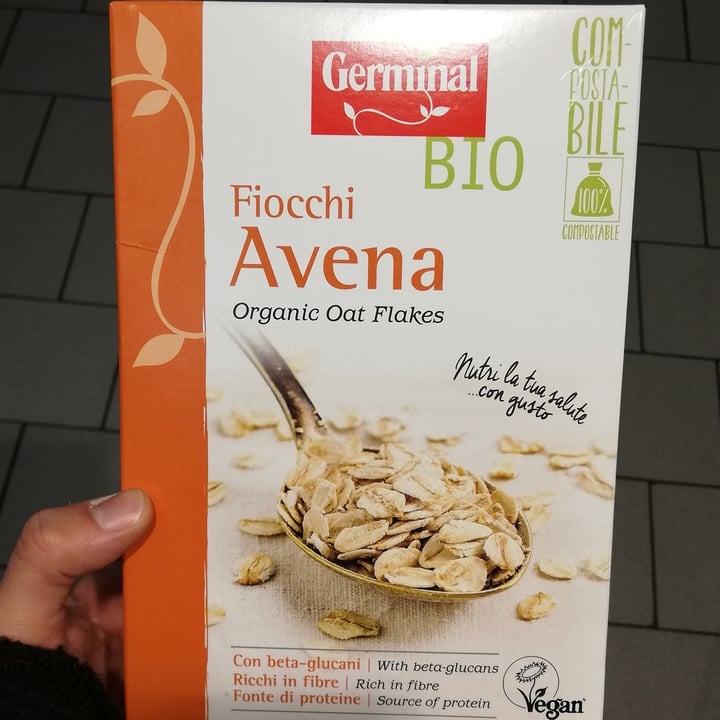 Germinal
BIO
COM-
POSTA-
BILE
100%
COMPOSTABLE
Fiocchi
Avena
Organic Oat Flakes
Nutri la tua salute
...con gusto
Con beta-glucani | With beta-glucans
Ricchi in fibre | Rich in fibre
Fonte di proteine | Source of protein
Vegan